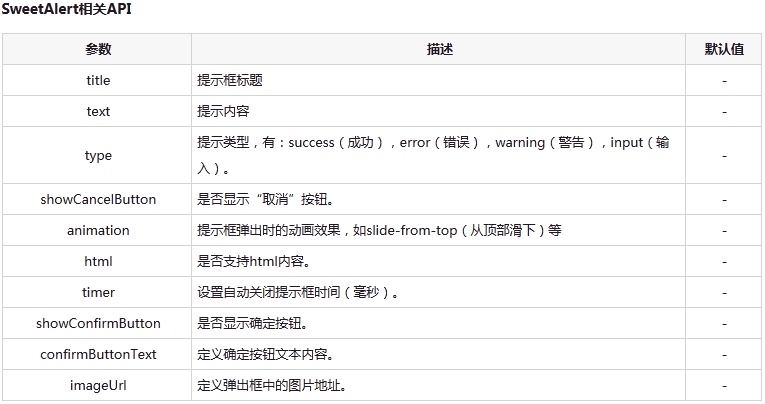 SweetAlert相关API
参数 描述 默认值
title 提示框标题 -
text 提示内容 -
type 提示类型，有：success（成功），error（错误），warning（警告），input（输
入）。 -
showCancelButton 是否显示“取消”按钮。 -
animation 提示框弹出时的动画效果，如slide-from-top（从顶部滑下）等 -
html 是否支持html内容。 -
timer 设置自动关闭提示框时间（毫秒）。 -
showConfirmButton 是否显示确定按钮。 -
confirmButtonText 定义确定按钮文本内容。 -
imageUrl 定义弹出框中的图片地址。 -